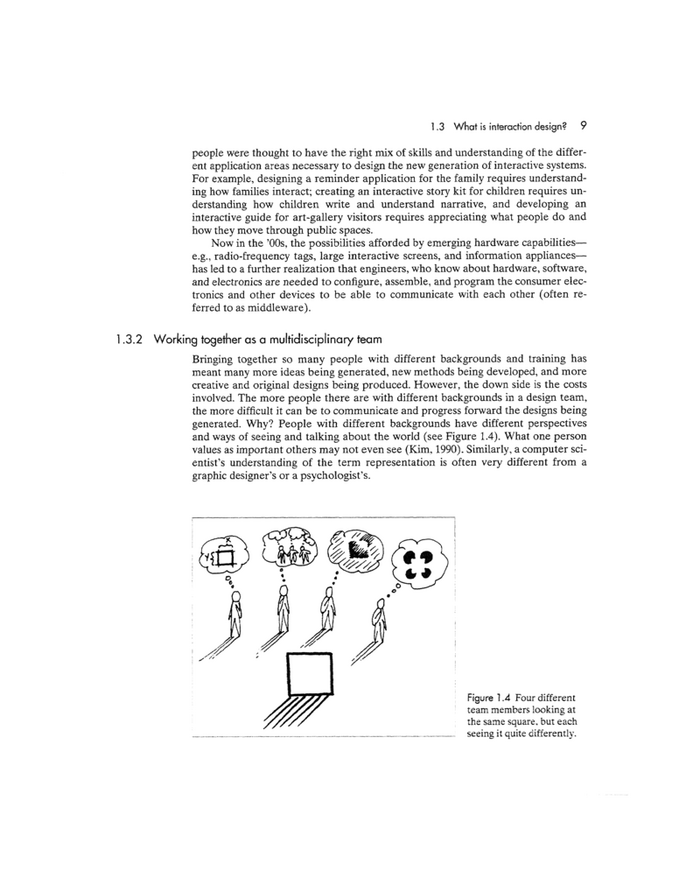 1.3 What is interaction design? 9
people were thought to have the right mix of skills and understanding of the differ-
ent application areas necessary to design the new generation of interactive systems.
For example, designing a reminder application for the family requires understand-
ing how families interact; creating an interactive story kit for children requires un-
derstanding how children write and understand narrative, and developing an
interactive guide for art-gallery visitors requires appreciating what people do and
how they move through public spaces.
Now in the '00s, the possibilities afforded by emerging hardware capabilities—
e.g., radio-frequency tags, large interactive screens, and information appliances—
has led to a further realization that engineers, who know about hardware, software,
and electronics are needed to configure, assemble, and program the consumer elec-
tronics and other devices to be able to communicate with each other (often re-
ferred to as middleware).
1.3.2 Working together as a multidisciplinary team
Bringing together so many people with different backgrounds and training has
meant many more ideas being generated, new methods being developed, and more
creative and original designs being produced. However, the down side is the costs
involved. The more people there are with different backgrounds in a design team,
the more difficult it can be to communicate and progress forward the designs being
generated. Why? People with different backgrounds have different perspectives
and ways of seeing and talking about the world (see Figure 1.4). What one person
values as important others may not even see (Kim, 1990). Similarly, a computer sci-
entist's understanding of the term representation is often very different from a
graphic designer's or a psychologist's.
X
Y
Figure 1.4 Four different
team members looking at
the same square, but each
seeing it quite differently.